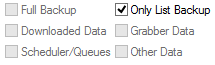 Full Backup Only List Backup
Downloaded Data Grabber Data
Scheduler/Queues Other Data